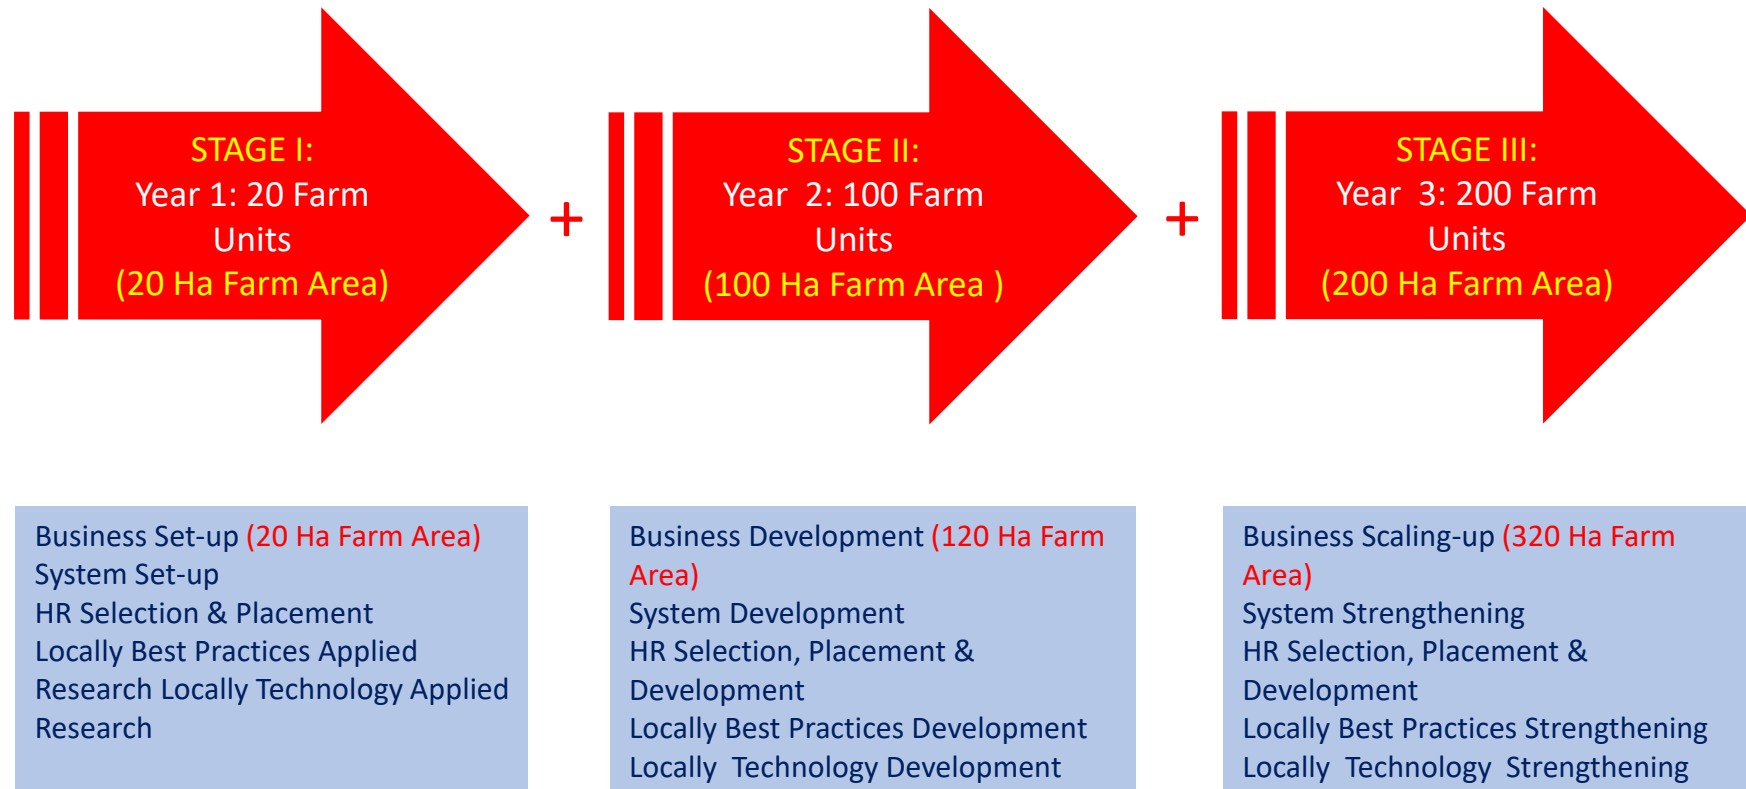 STAGE I:
Year 1: 20 Farm
Units
(20 Ha Farm Area)
+
STAGE II:
Year 2: 100 Farm
Units
(100 Ha Farm Area )
+
STAGE III:
Year 3: 200 Farm
Units
(200 Ha Farm Area)
Business Set-up (20 Ha Farm Area)
System Set-up
HR Selection & Placement
Locally Best Practices Applied
Research Locally Technology Applied
Research
Business Development (120 Ha Farm
Area)
System Development
HR Selection, Placement &
Development
Locally Best Practices Development
Locally Technology Development
Business Scaling-up (320 Ha Farm
Area)
System Strengthening
HR Selection, Placement &
Development
Locally Best Practices Strengthening
Locally Technology Strengthening